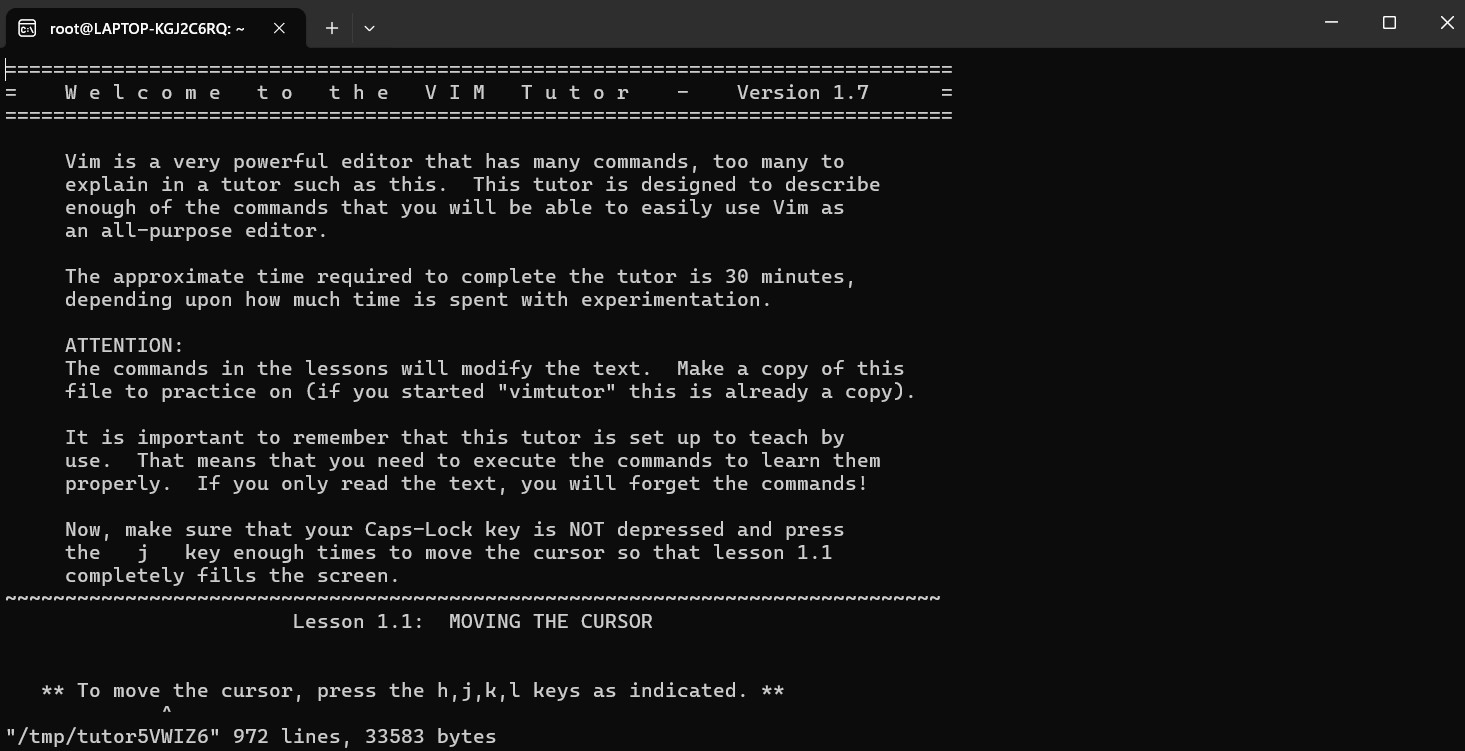 root@LAPTOP-KGJ2C6RQ: ~
===============================================================================
=    W e l c o m e   t o   t h e   V I M   T u t o r    -    Version 1.7      =
===============================================================================
     Vim is a very powerful editor that has many commands, too many to
     explain in a tutor such as this.  This tutor is designed to describe
     enough of the commands that you will be able to easily use Vim as
     an all-purpose editor.
     The approximate time required to complete the tutor is 30 minutes,
     depending upon how much time is spent with experimentation.
     ATTENTION:
     The commands in the lessons will modify the text.  Make a copy of this
     file to practice on (if you started "vimtutor" this is already a copy).
     It is important to remember that this tutor is set up to teach by
     use.  That means that you need to execute the commands to learn them
     properly.  If you only read the text, you will forget the commands!
     Now, make sure that your Caps-Lock key is NOT depressed and press
     the   j   key enough times to move the cursor so that lesson 1.1
     completely fills the screen.
~~~~~~~~~~~~~~~~~~~~~~~~~~~~~~~~~~~~~~~~~~~~~~~~~~~~~~~~~~~~~~~~~~~~~~~~~~~~~~
                        Lesson 1.1:  MOVING THE CURSOR
   ** To move the cursor, press the h,j,k,l keys as indicated. **
             ^
"/tmp/tutor5VWIZ6" 972 lines, 33583 bytes